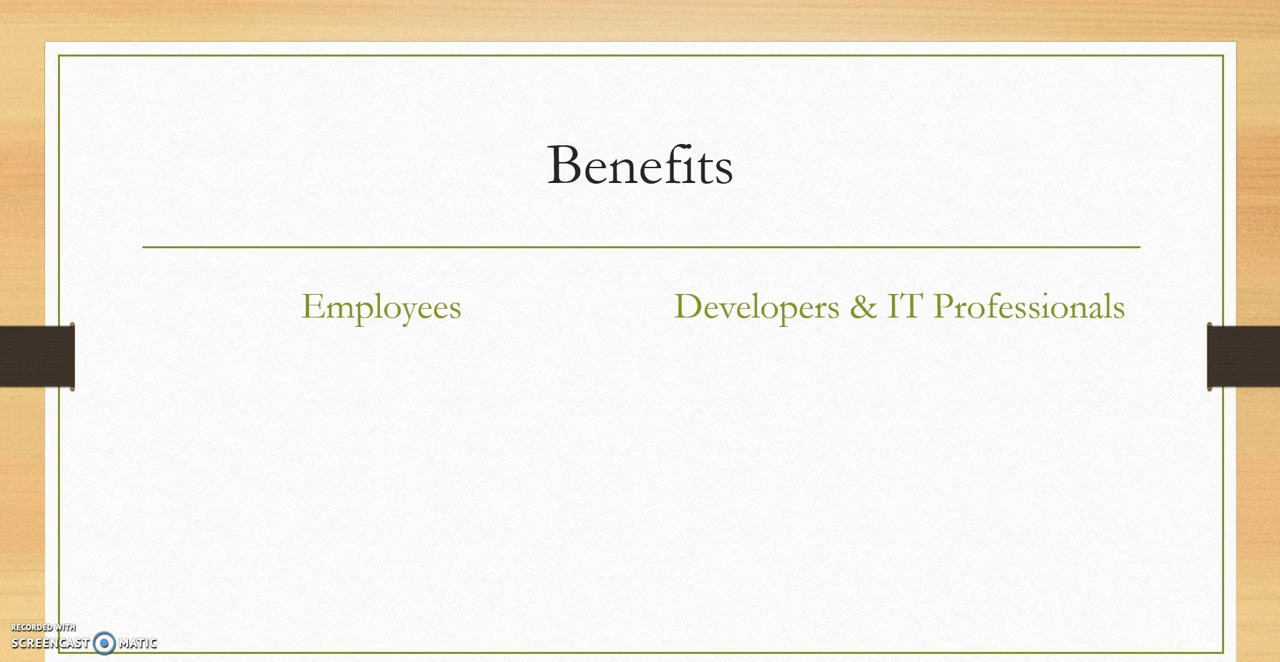 Benefits
Employees
Developers & IT Professionals
RECORDED WITH
SCREENCAST MATIC